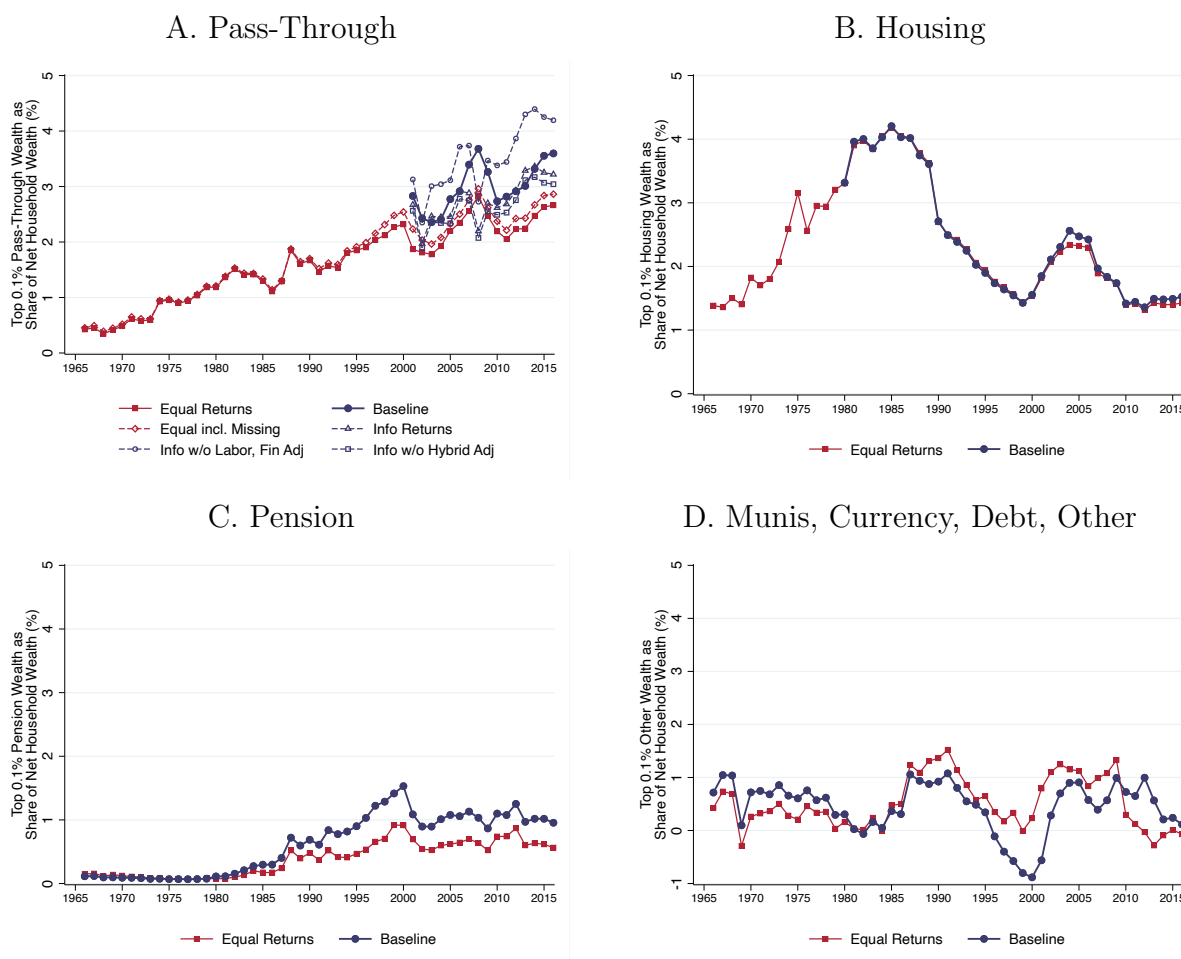 A. Pass-Through
Top 0.1% Pass-Through Wealth as
Share of Net Household Wealth (%)
5
4
3
2
1
0
1965 1970 1975 1980 1985 1990 1995 2000 2005 2010 2015
Equal Returns Baseline
Equal incl. Missing Info Returns
Info w/o Labor, Fin Adj Info w/o Hybrid Adj
B. Housing
Top 0.1% Housing Wealth as
Share of Net Household Wealth (%)
5
4
3
2
1
0
1965 1970 1975 1980 1985 1990 1995 2000 2005 2010 2015
Equal Returns Baseline
C. Pension
Top 0.1% Pension Wealth as
Share of Net Household Wealth (%)
5
4
3
2
1
0
1965 1970 1975 1980 1985 1990 1995 2000 2005 2010 2015
Equal Returns Baseline
D. Munis, Currency, Debt, Other
Top 0.1% Other Wealth as
Share of Net Household Wealth (%)
5
4
3
2
1
0
-1
1965 1970 1975 1980 1985 1990 1995 2000 2005 2010 2015
Equal Returns Baseline